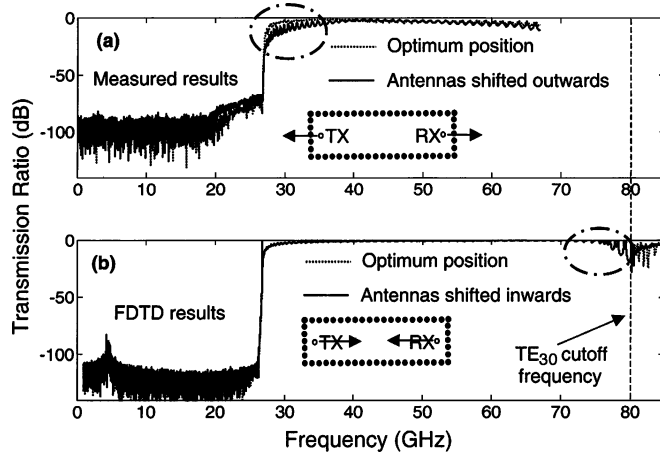 Transmission Ratio (dB)
0
-50
-100
(a)
Optimum position
Measured results
Antennas shifted outwards
TX
RX
0 10 20 30 40 50 60 70 80
0
-50
-100
(b)
Optimum position
Antennas shifted inwards
FDTD results
TX
RX
TE30 cutoff
frequency
0 10 20 30 40 50 60 70 80
Frequency (GHz)